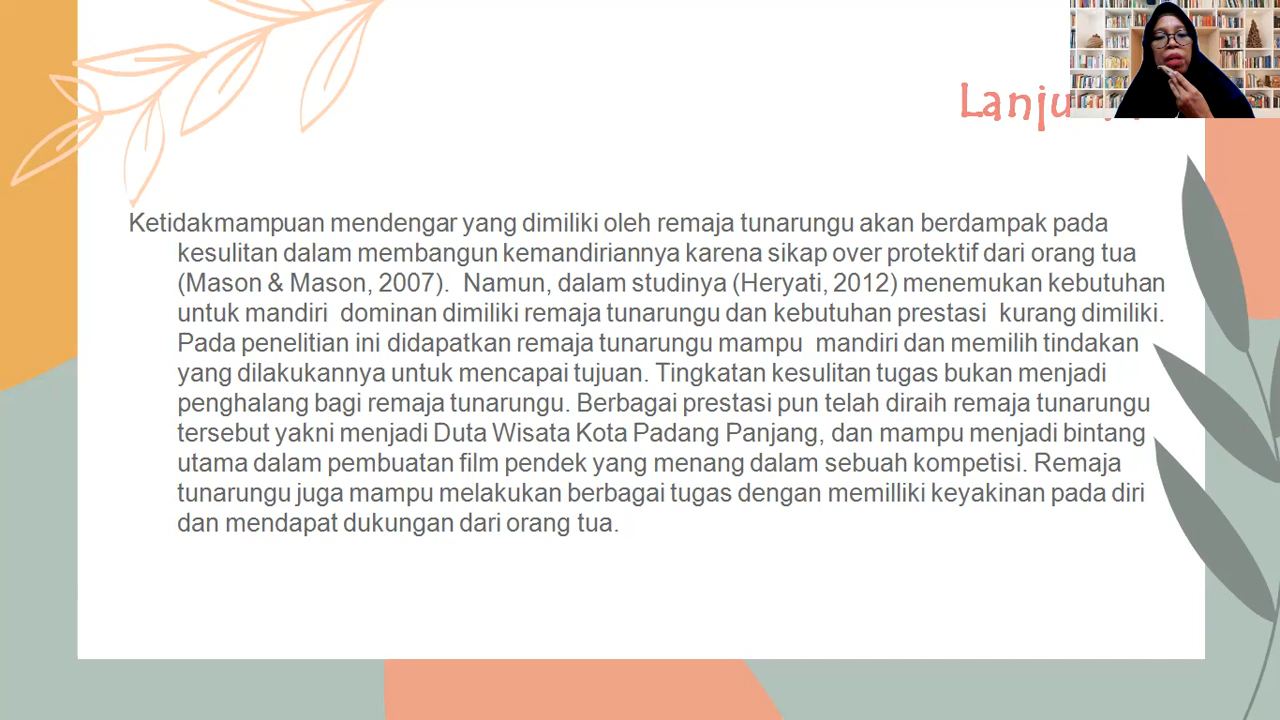 Ketidakmampuan mendengar yang dimiliki oleh remaja tunarungu akan berdampak pada
kesulitan dalam membangun kemandiriannya karena sikap over protektif dari orang tua
(Mason & Mason, 2007).  Namun, dalam studinya (Heryati, 2012) menemukan kebutuhan
untuk mandiri  dominan dimiliki remaja tunarungu dan kebutuhan prestasi  kurang dimiliki.
Pada penelitian ini didapatkan remaja tunarungu mampu  mandiri dan memilih tindakan
yang dilakukannya untuk mencapai tujuan. Tingkatan kesulitan tugas bukan menjadi
penghalang bagi remaja tunarungu. Berbagai prestasi pun telah diraih remaja tunarungu
tersebut yakni menjadi Duta Wisata Kota Padang Panjang, dan mampu menjadi bintang
utama dalam pembuatan film pendek yang menang dalam sebuah kompetisi. Remaja
tunarungu juga mampu melakukan berbagai tugas dengan memilliki keyakinan pada diri
dan mendapat dukungan dari orang tua.